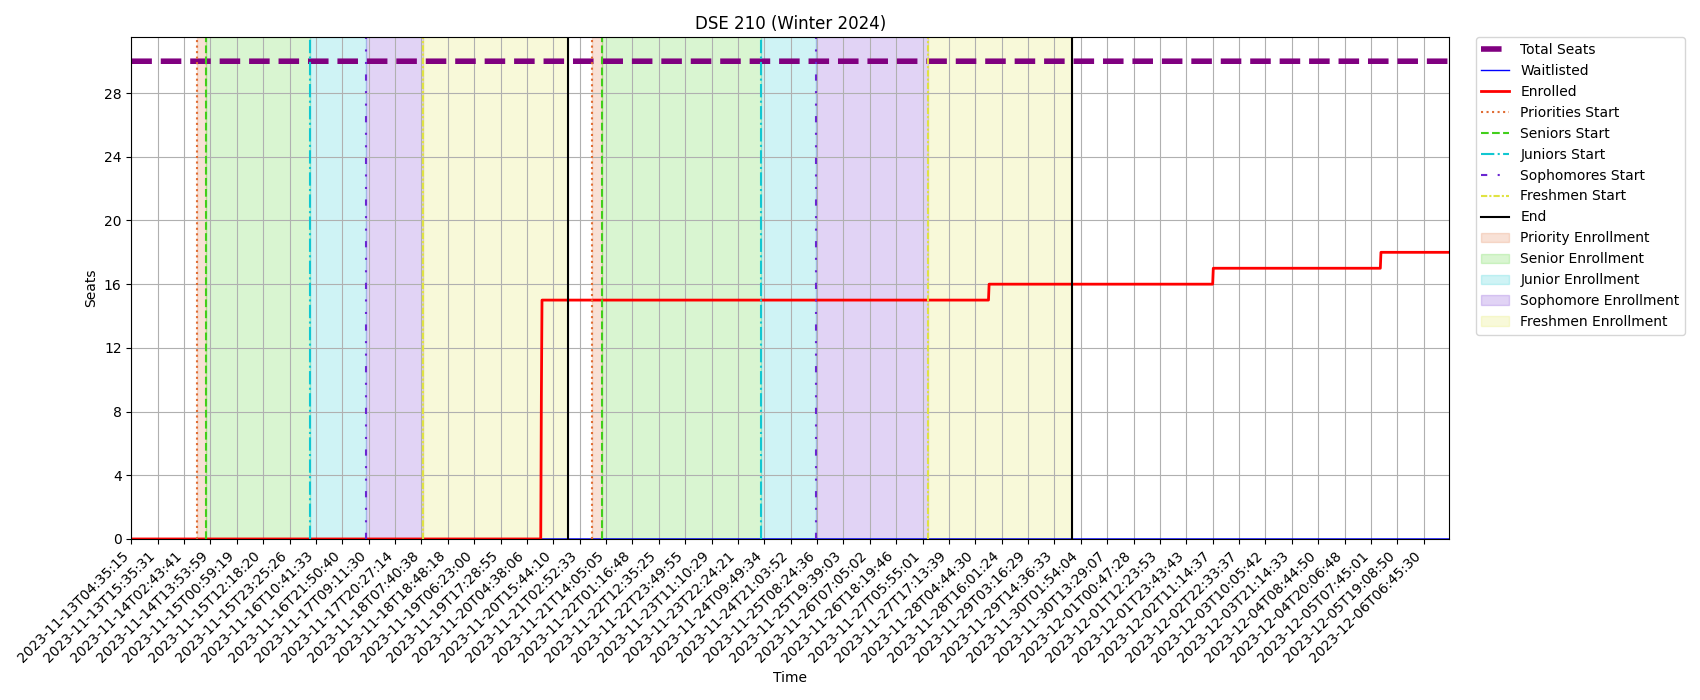 DSE 210 (Winter 2024)
Seats
28
24
20
16
12
8
4
0
2023-11-13T04:35:15
2023-11-13T15:35:31
2023-11-14T02:43:41
2023-11-14T13:53:59
2023-11-15T00:59:19
2023-11-15T12:18:20
2023-11-15T23:25:26
2023-11-16T10:41:33
2023-11-16T21:50:40
2023-11-17T09:11:30
2023-11-17T20:27:14
2023-11-18T07:40:38
2023-11-18T18:48:18
2023-11-19T06:23:00
2023-11-19T17:28:55
2023-11-20T04:38:06
2023-11-20T15:44:10
2023-11-21T02:52:33
2023-11-21T14:05:05
2023-11-22T01:16:48
2023-11-22T12:35:25
2023-11-22T23:49:55
2023-11-23T11:10:29
2023-11-23T22:24:21
2023-11-24T09:49:34
2023-11-24T21:03:52
2023-11-25T08:24:36
2023-11-25T19:39:03
2023-11-26T07:05:02
2023-11-26T18:19:46
2023-11-27T05:55:01
2023-11-27T17:13:39
2023-11-28T04:44:30
2023-11-28T16:01:24
2023-11-29T03:16:29
2023-11-29T14:36:33
2023-11-30T01:54:04
2023-11-30T13:29:07
2023-12-01T00:47:28
2023-12-01T12:23:53
2023-12-01T23:43:43
2023-12-02T11:14:37
2023-12-02T22:33:37
2023-12-03T10:05:42
2023-12-03T21:14:33
2023-12-04T08:44:50
2023-12-04T20:06:48
2023-12-05T07:45:01
2023-12-05T19:08:50
2023-12-06T06:45:30
Time
Total Seats
Waitlisted
Enrolled
Priorities Start
Seniors Start
Juniors Start
Sophomores Start
Freshmen Start
End
Priority Enrollment
Senior Enrollment
Junior Enrollment
Sophomore Enrollment
Freshmen Enrollment